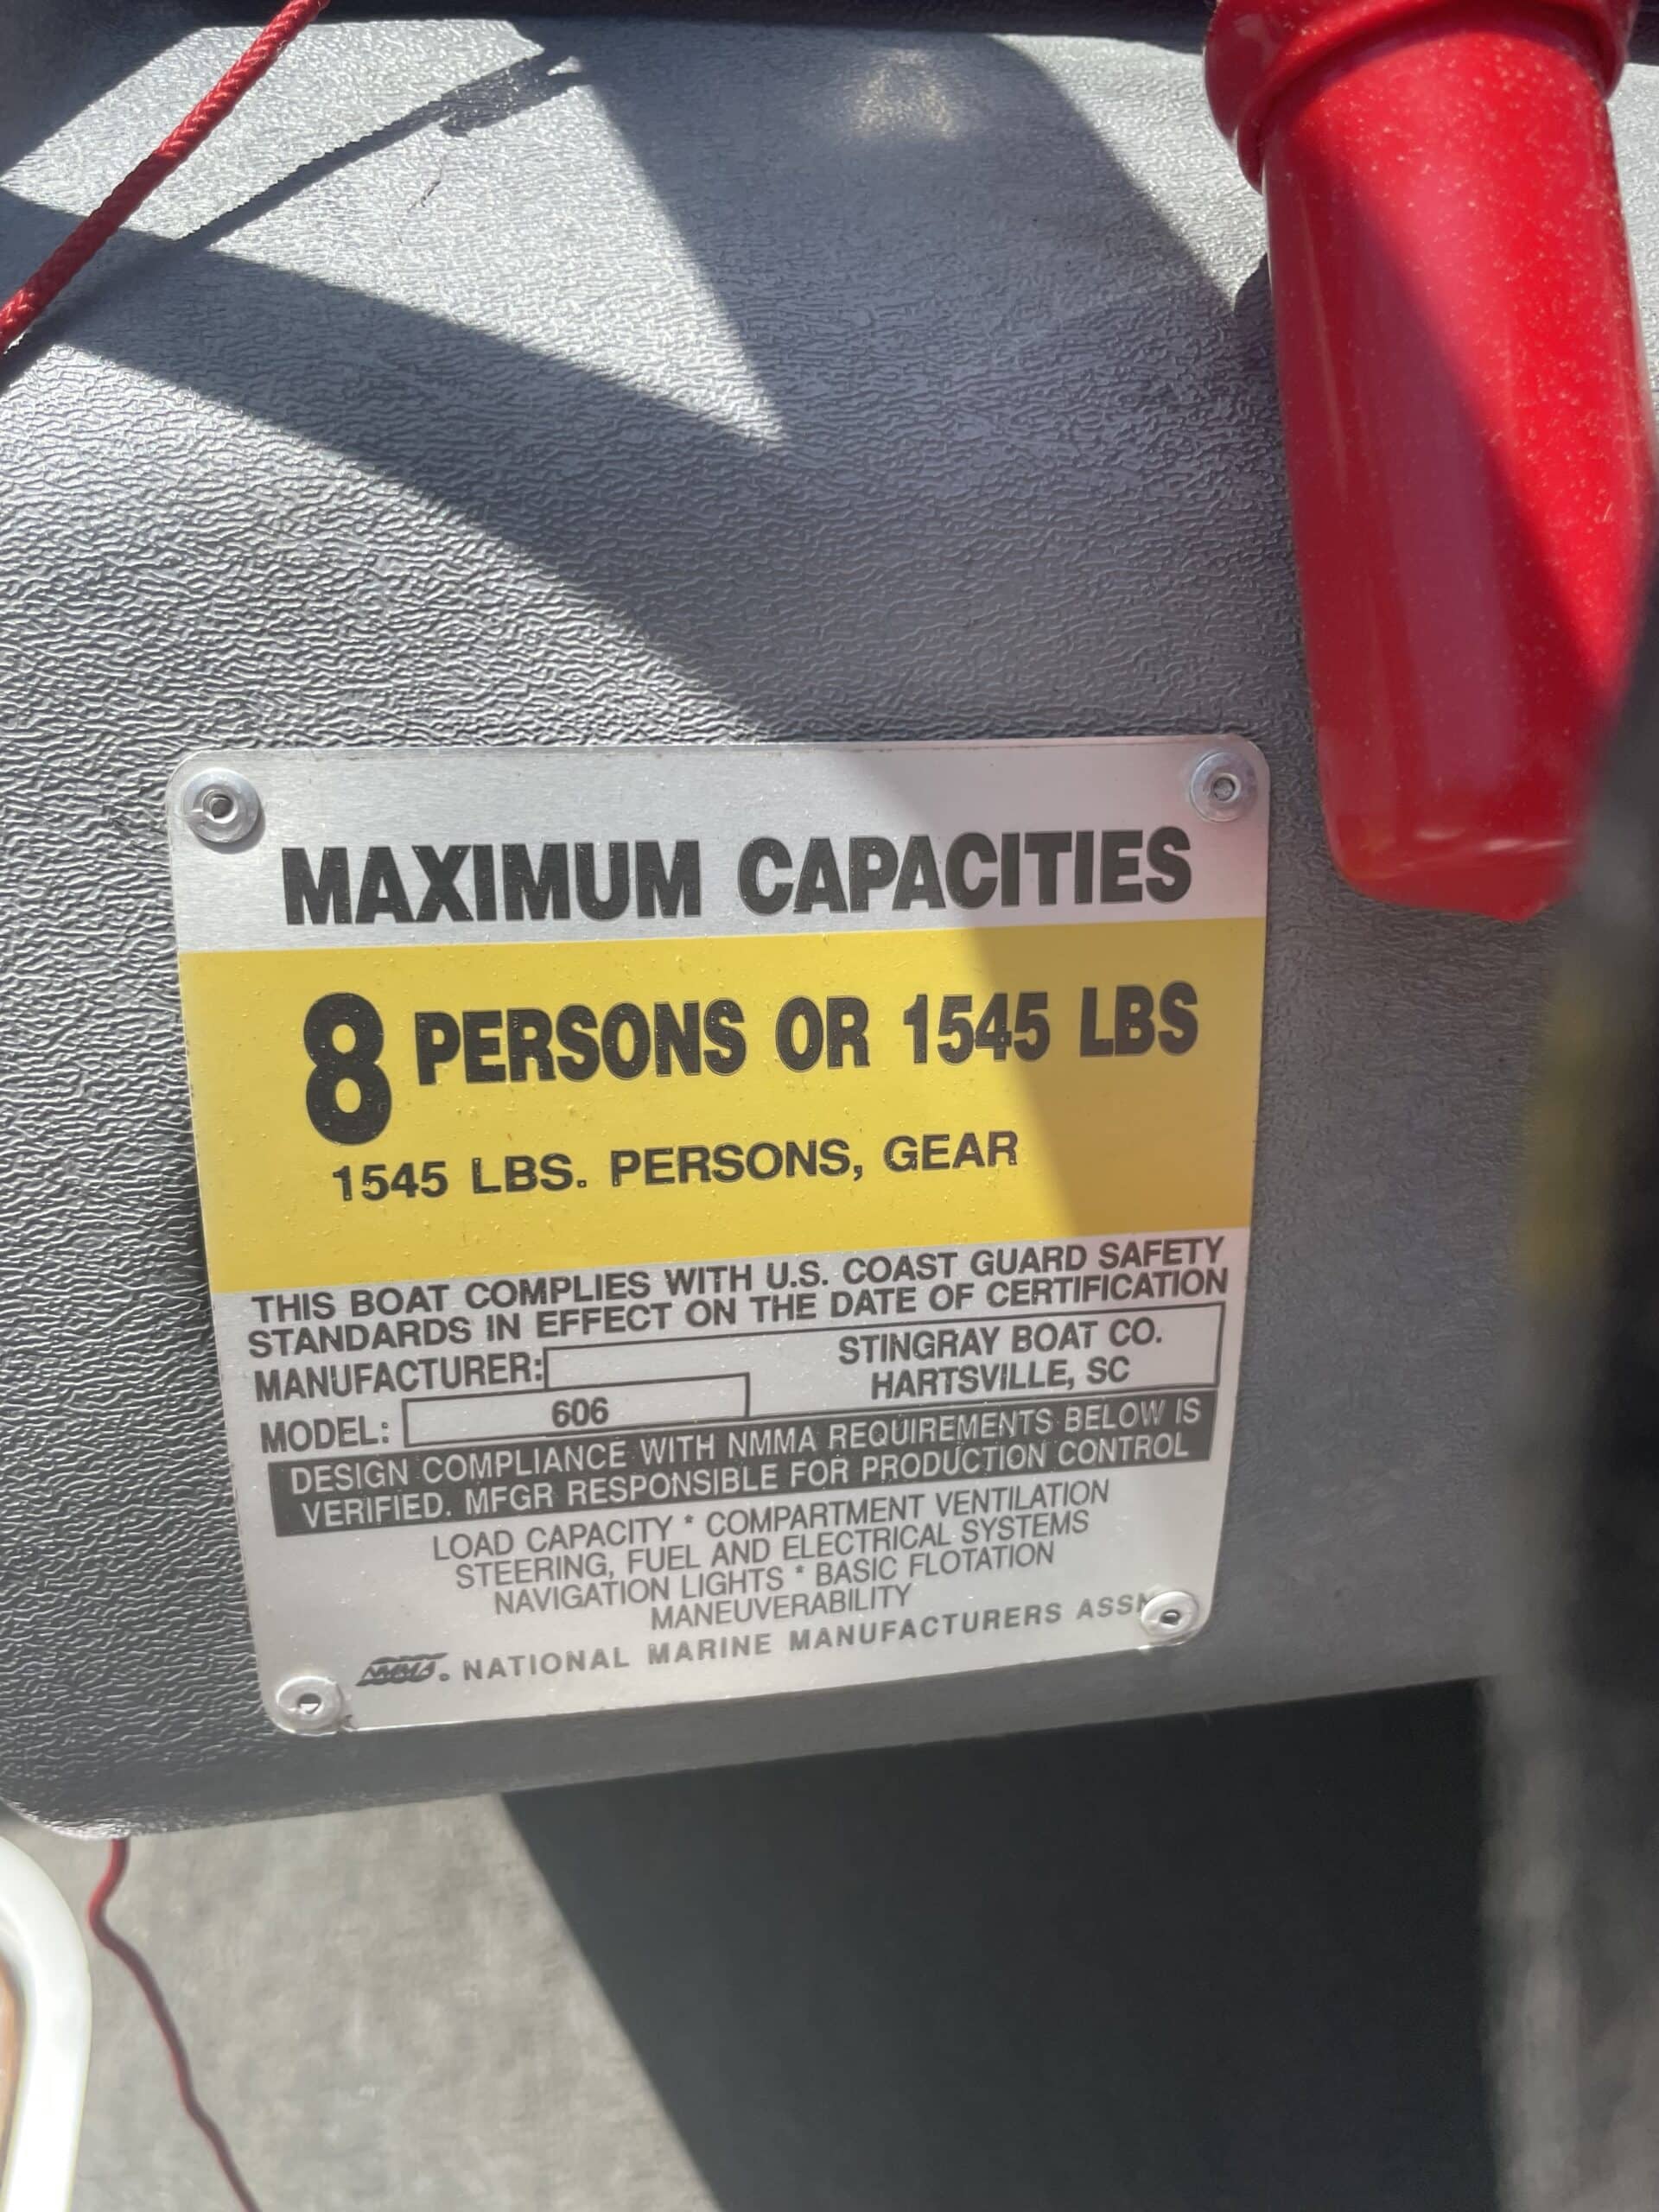 MAXIMUM CAPACITIES
8 PERSONS OR 1545 LBS
1545 LBS. PERSONS, GEAR
THIS BOAT COMPLIES WITH U.S. COAST GUARD SAFETY
STANDARDS IN EFFECT ON THE DATE OF CERTIFICATION
MANUFACTURER: STINGRAY BOAT CO.
HARTSVILLE, SC
MODEL: 606
DESIGN COMPLIANCE WITH NMMA REQUIREMENTS BELOW IS
VERIFIED. MFGR RESPONSIBLE FOR PRODUCTION CONTROL
LOAD CAPACITY * COMPARTMENT VENTILATION
STEERING, FUEL AND ELECTRICAL SYSTEMS
NAVIGATION LIGHTS * BASIC FLOTATION
MANEUVERABILITY
NMMA. NATIONAL MARINE MANUFACTURERS ASSN